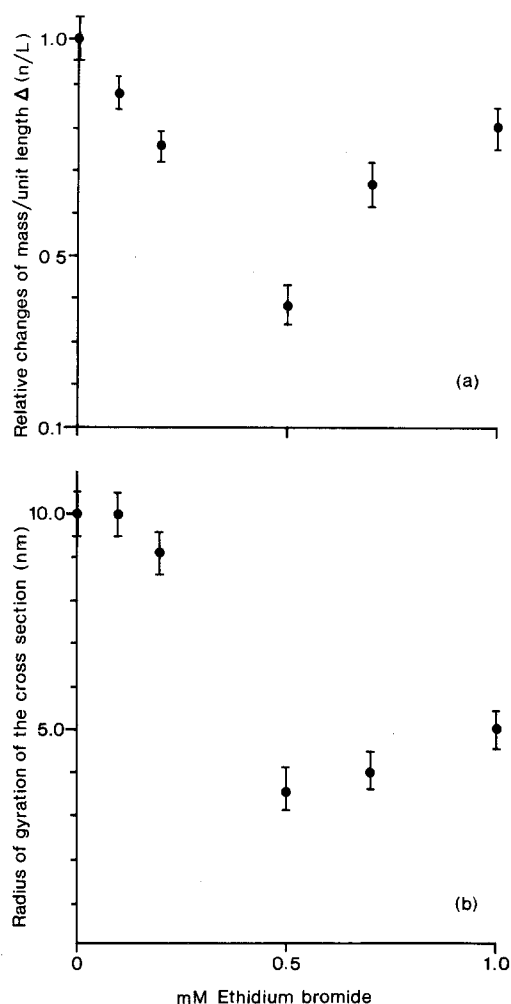 Relative changes of mass/unit length Δ (n/L)
1.0
0 5
0.1
(a)
Radius of gyration of the cross section (nm)
10.0
5.0
(b)
0
0.5
1.0
mM Ethidium bromide